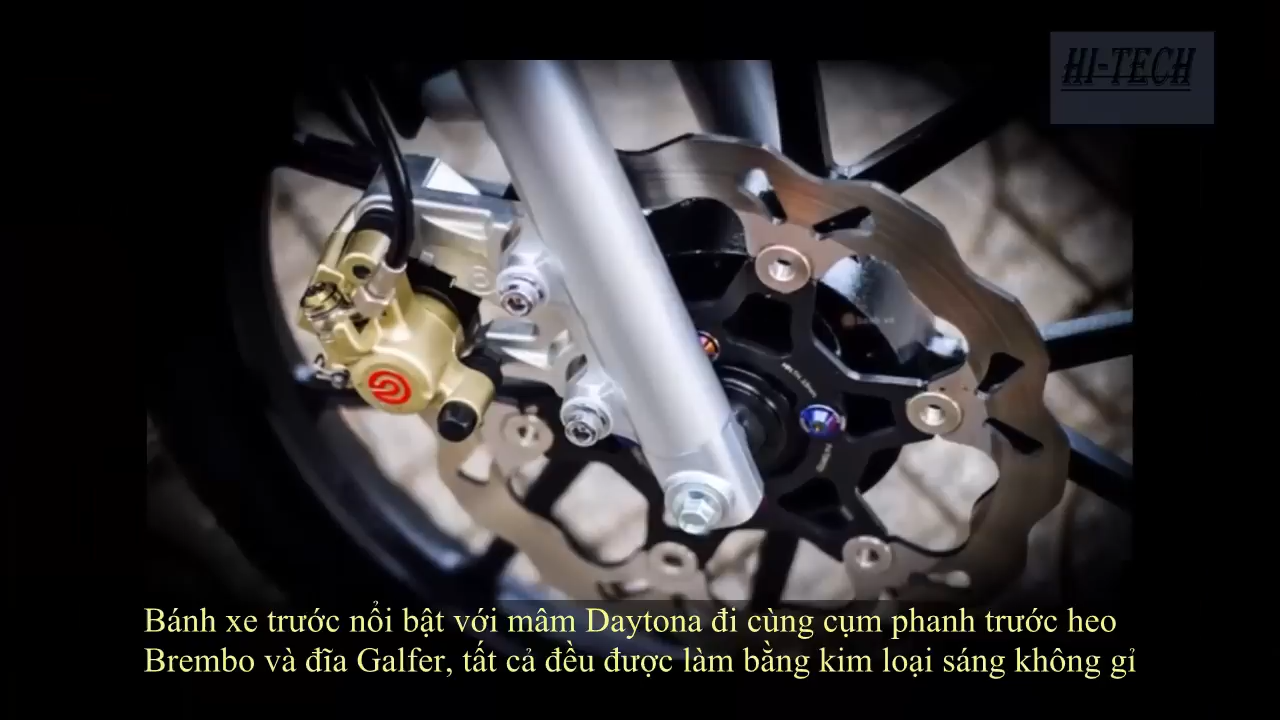 HI-TECH
Bánh xe trước nổi bật với mâm Daytona đi cùng cụm phanh trước heo
Brembo và đĩa Galfer, tất cả đều được làm bằng kim loại sáng không gỉ